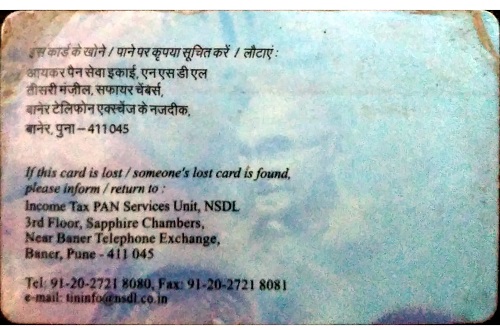 इस कार्ड के खोने / पाने पर कृपया सूचित करें / लौटाएं :
आयकर पैन सेवा इकाई, एन एस डी एल
तीसरी मंजील, सफायर चेंबर्स,
बानेर टेलिफोन एक्स्चेंज के नजदीक,
बानेर, पुना – 411 045
If this card is lost / someone's lost card is found,
please inform / return to :
Income Tax PAN Services Unit, NSDL
3rd Floor, Sapphire Chambers,
Near Baner Telephone Exchange,
Baner, Pune - 411 045
Tel: 91-20-2721 8080, Fax: 91-20-2721 8081
e-mail: tininfo@nsdl.co.in